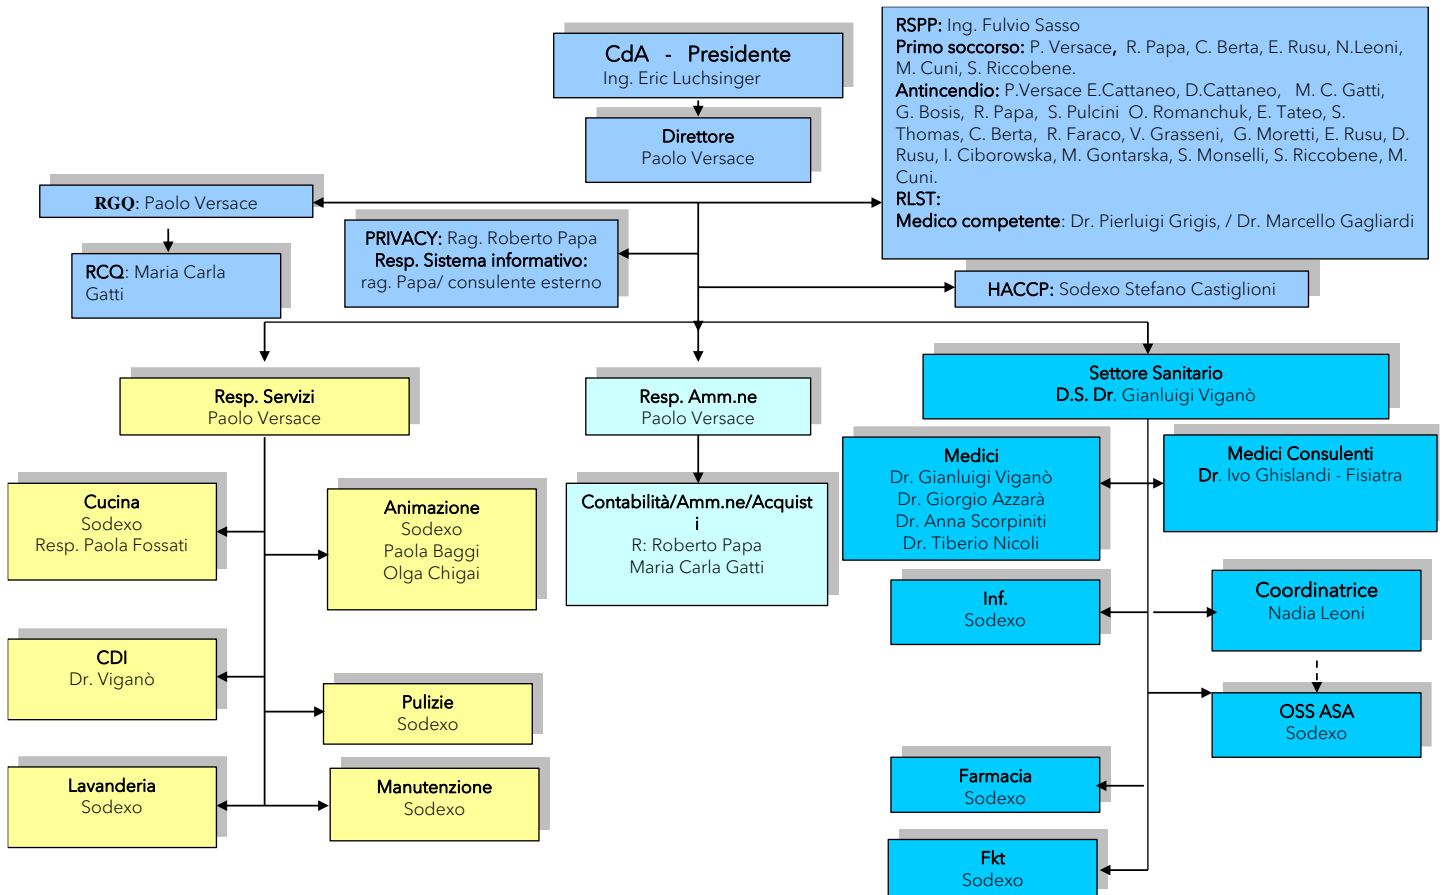 CdA - Presidente
Ing. Eric Luchsinger
Direttore
Paolo Versace
RSPP: Ing. Fulvio Sasso
Primo soccorso: P. Versace, R. Papa, C. Berta, E. Rusu, N.Leoni,
M. Cuni, S. Riccobene.
Antincendio: P.Versace E.Cattaneo, D.Cattaneo, M. C. Gatti,
G. Bosis, R. Papa, S. Pulcini O. Romanchuk, E. Tateo, S.
Thomas, C. Berta, R. Faraco, V. Grasseni, G. Moretti, E. Rusu, D.
Rusu, I. Ciborowska, M. Gontarska, S. Monselli, S. Riccobene, M.
Cuni.
RLST:
Medico competente: Dr. Pierluigi Grigis, / Dr. Marcello Gagliardi
RGQ: Paolo Versace
RCQ: Maria Carla
Gatti
PRIVACY: Rag. Roberto Papa
Resp. Sistema informativo:
rag. Papa/ consulente esterno
HACCP: Sodexo Stefano Castiglioni
Resp. Servizi
Paolo Versace
Resp. Amm.ne
Paolo Versace
Settore Sanitario
D.S. Dr. Gianluigi Viganò
Cucina
Sodexo
Resp. Paola Fossati
Animazione
Sodexo
Paola Baggi
Olga Chigai
Contabilità/Amm.ne/Acquist
i
R: Roberto Papa
Maria Carla Gatti
Medici
Dr. Gianluigi Viganò
Dr. Giorgio Azzarà
Dr. Anna Scorpiniti
Dr. Tiberio Nicoli
Medici Consulenti
Dr. Ivo Ghislandi - Fisiatra
Inf.
Sodexo
Coordinatrice
Nadia Leoni
CDI
Dr. Viganò
Pulizie
Sodexo
OSS ASA
Sodexo
Lavanderia
Sodexo
Manutenzione
Sodexo
Farmacia
Sodexo
Fkt
Sodexo